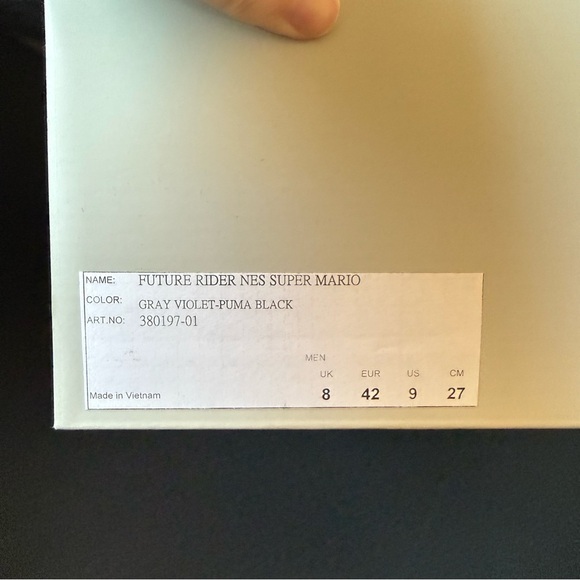 NAME: FUTURE RIDER NES SUPER MARIO
COLOR: GRAY VIOLET-PUMA BLACK
ART.NO: 380197-01
MEN
UK EUR US CM
Made in Vietnam 8 42 9 27